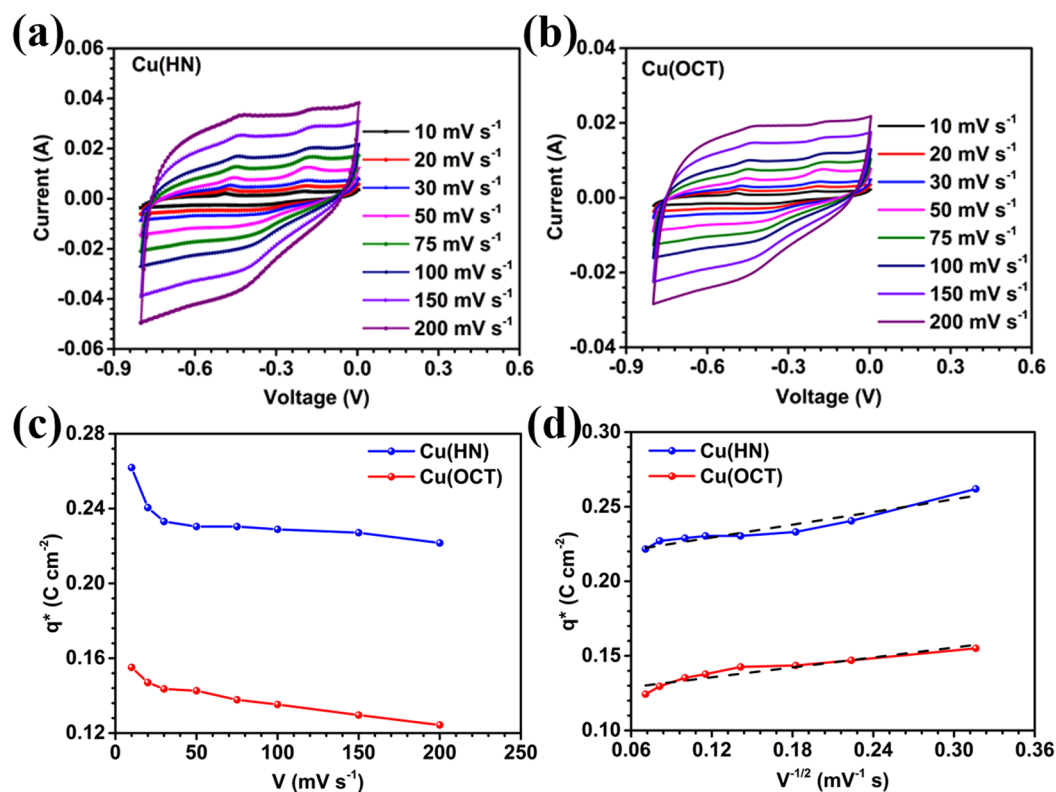 (a)
Cu(HN)
Current (A)
0.06
0.04
0.02
0.00
-0.02
-0.04
-0.06
-0.9
-0.6
-0.3
0.0
0.3
0.6
Voltage (V)
10 mV s⁻¹
20 mV s⁻¹
30 mV s⁻¹
50 mV s⁻¹
75 mV s⁻¹
100 mV s⁻¹
150 mV s⁻¹
200 mV s⁻¹
(b)
Cu(OCT)
Current (A)
0.04
0.02
0.00
-0.02
-0.04
-0.9
-0.6
-0.3
0.0
0.3
0.6
Voltage (V)
10 mV s⁻¹
20 mV s⁻¹
30 mV s⁻¹
50 mV s⁻¹
75 mV s⁻¹
100 mV s⁻¹
150 mV s⁻¹
200 mV s⁻¹
(c)
Cu(HN)
Cu(OCT)
q* (C cm⁻²)
0.28
0.24
0.20
0.16
0.12
0
50
100
150
200
250
V (mV s⁻¹)
(d)
Cu(HN)
Cu(OCT)
q* (C cm⁻²)
0.30
0.25
0.20
0.15
0.10
0.06
0.12
0.18
0.24
0.30
0.36
V⁻¹/² (mV⁻¹ s)